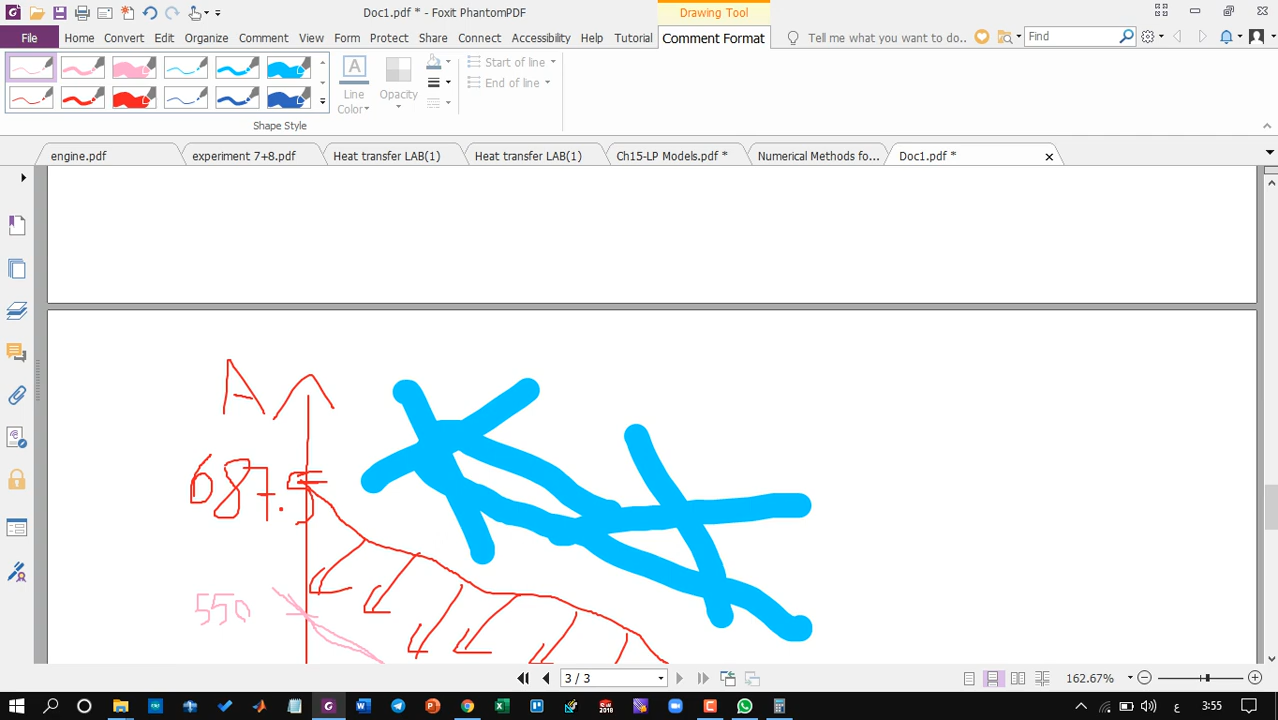 Doc1.pdf * - Foxit PhantomPDF
Drawing Tool
File Home Convert Edit Organize Comment View Form Protect Share Connect Accessibility Help Tutorial Comment Format Tell me what you want to do.. Find
Line Color
Opacity
Start of line
End of line
Shape Style
engine.pdf experiment 7+8.pdf Heat transfer LAB(1) Heat transfer LAB(1) Ch15-LP Models.pdf * Numerical Methods fo... Doc1.pdf *
A
687.5
550
3 / 3 162.67%
ع 3:55